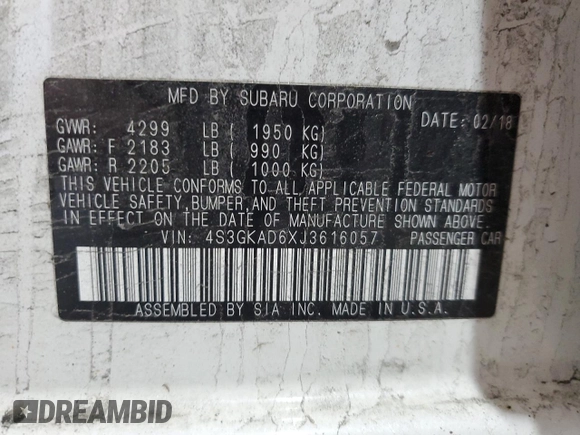 MFD BY SUBARU CORPORATION
DATE: 02/18
GVWR: 4299 LB ( 1950 KG)
GAWR: F 2183 LB ( 990 KG)
GAWR: R 2205 LB ( 1000 KG)
THIS VEHICLE CONFORMS TO ALL APPLICABLE FEDERAL MOTOR
VEHICLE SAFETY,BUMPER,AND THEFT PREVENTION STANDARDS
IN EFFECT ON THE DATE OF MANUFACTURE SHOWN ABOVE.
VIN: 4S3GKAD6XJ3616057 PASSENGER CAR
ASSEMBLED BY SIA INC. MADE IN U.S.A.
DREAMBID